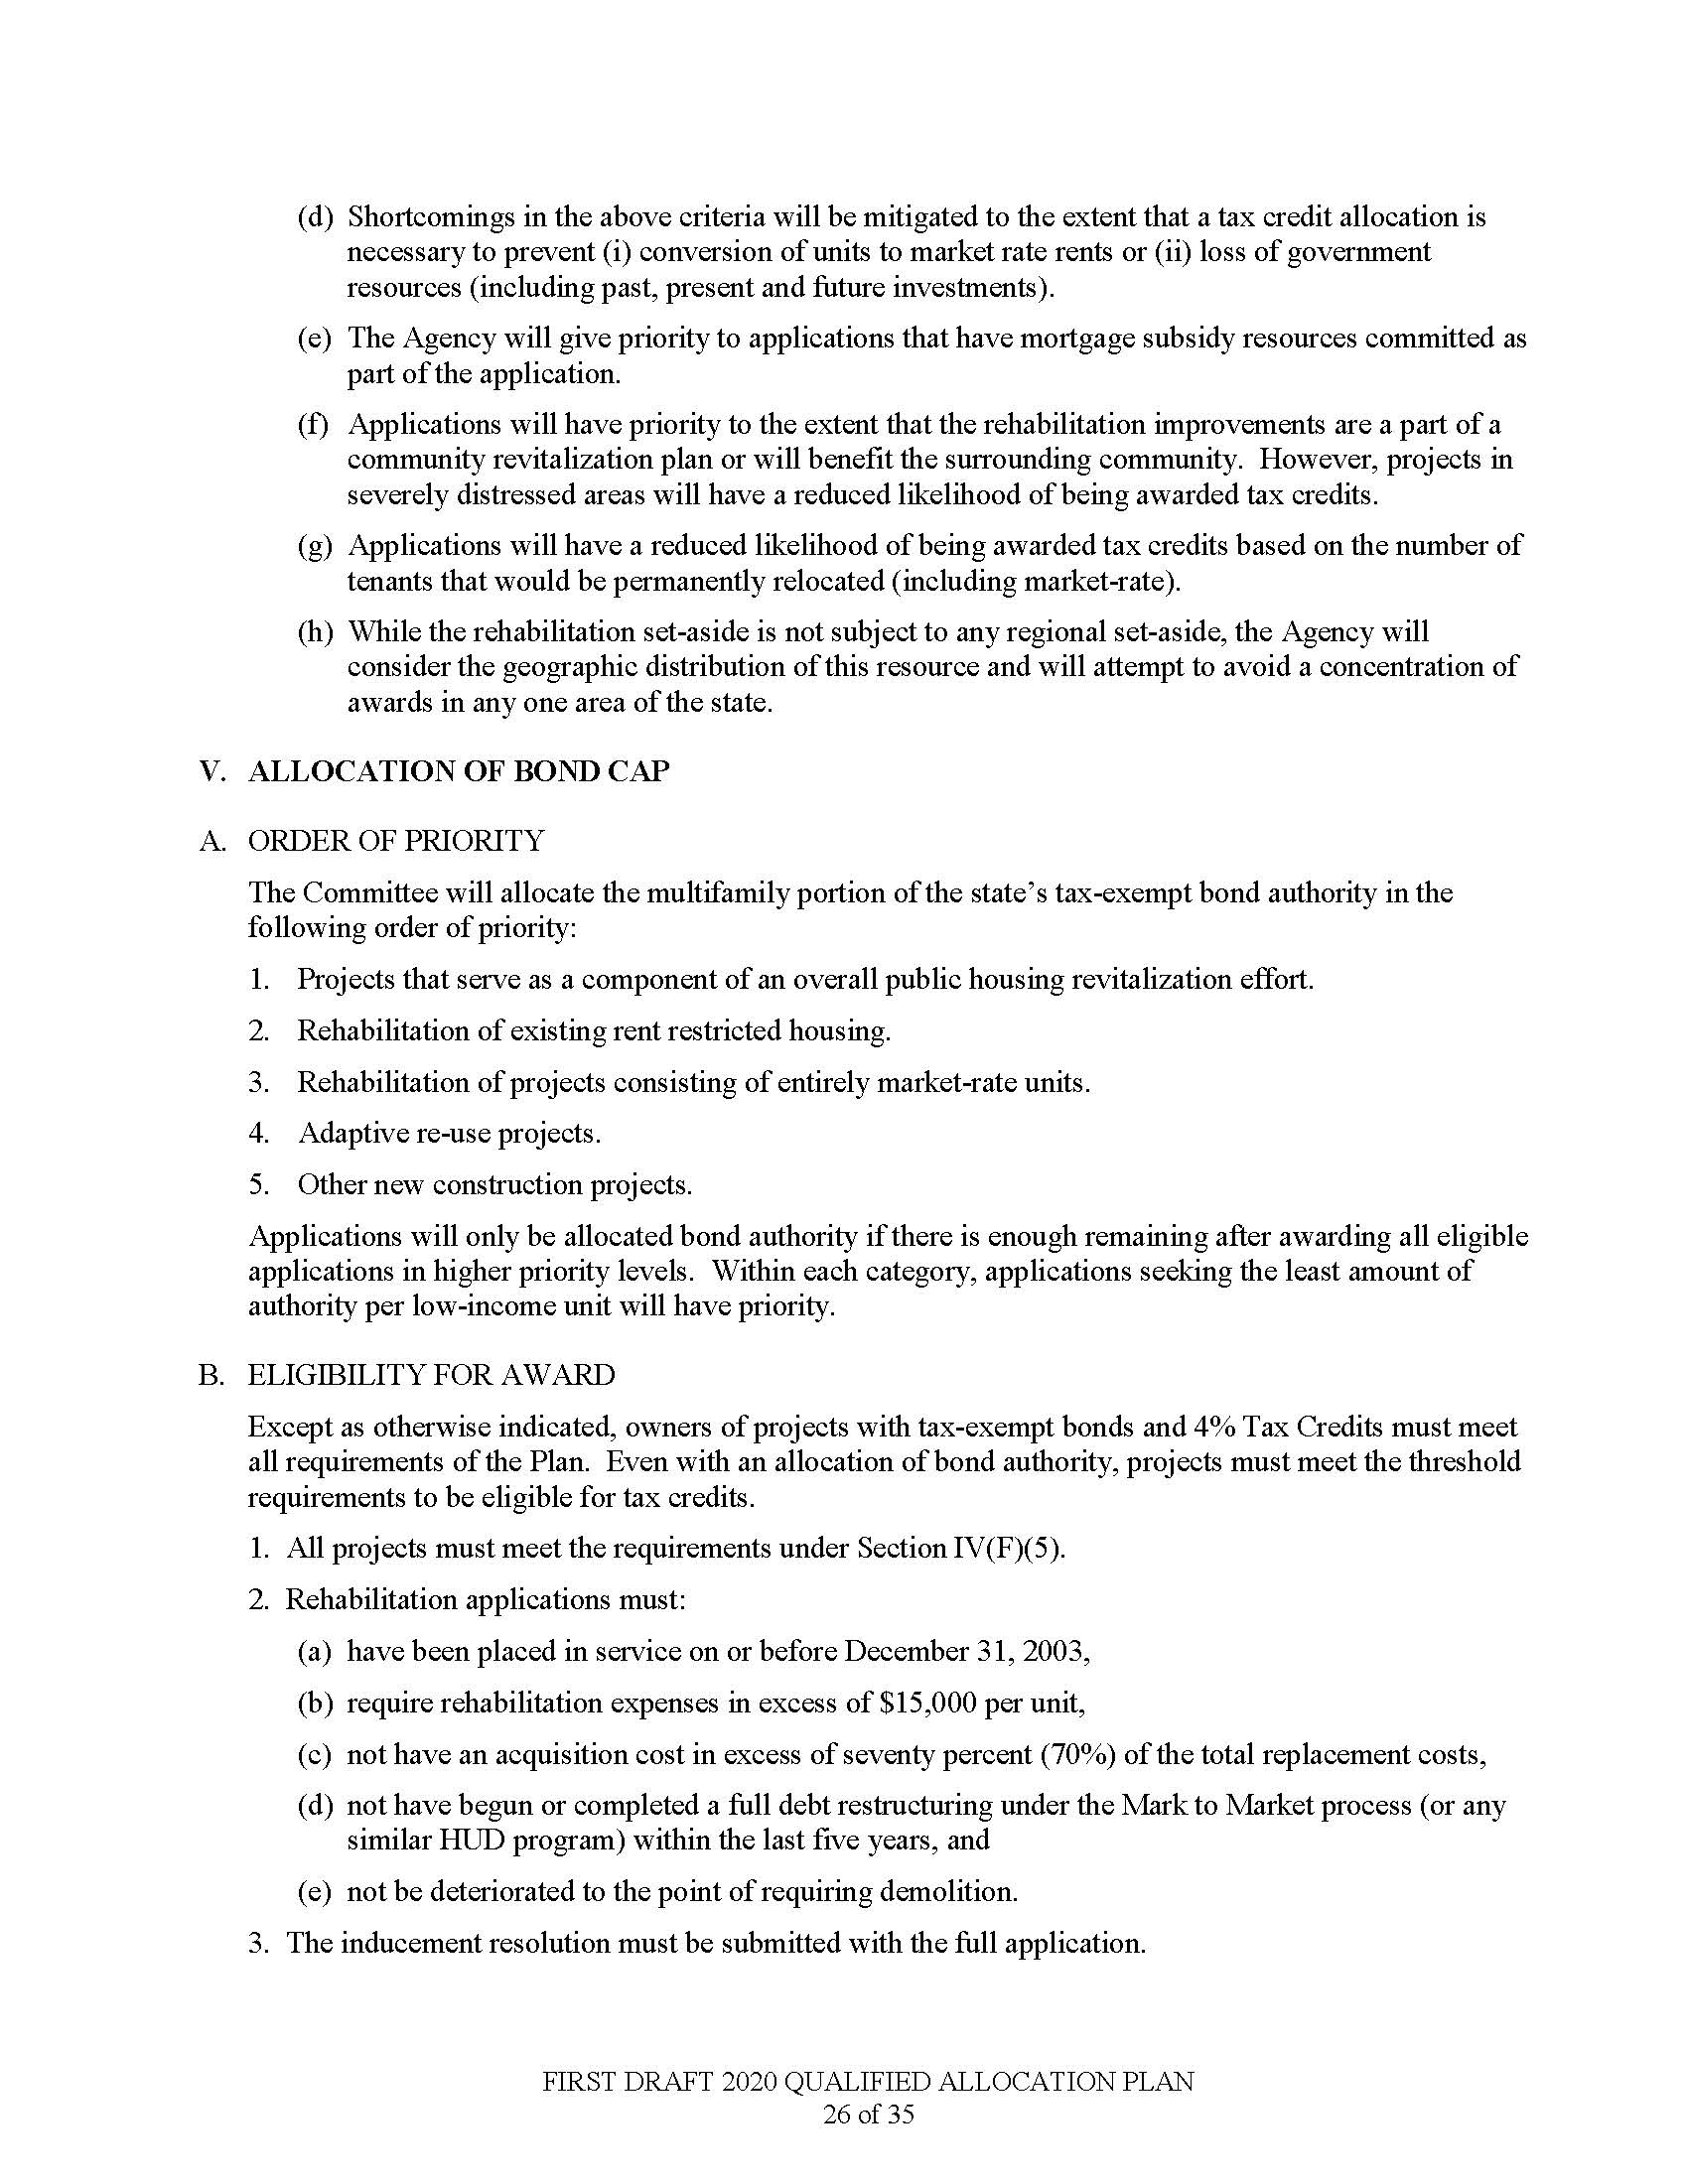 (d) Shortcomings in the above criteria will be mitigated to the extent that a tax credit allocation is
necessary to prevent (i) conversion of units to market rate rents or (ii) loss of government
resources (including past, present and future investments).
(e) The Agency will give priority to applications that have mortgage subsidy resources committed as
part of the application.
(f) Applications will have priority to the extent that the rehabilitation improvements are a part of a
community revitalization plan or will benefit the surrounding community. However, projects in
severely distressed areas will have a reduced likelihood of being awarded tax credits.
(g) Applications will have a reduced likelihood of being awarded tax credits based on the number of
tenants that would be permanently relocated (including market-rate).
(h) While the rehabilitation set-aside is not subject to any regional set-aside, the Agency will
consider the geographic distribution of this resource and will attempt to avoid a concentration of
awards in any one area of the state.
V. ALLOCATION OF BOND CAP
A. ORDER OF PRIORITY
The Committee will allocate the multifamily portion of the state’s tax-exempt bond authority in the
following order of priority:
1. Projects that serve as a component of an overall public housing revitalization effort.
2. Rehabilitation of existing rent restricted housing.
3. Rehabilitation of projects consisting of entirely market-rate units.
4. Adaptive re-use projects.
5. Other new construction projects.
Applications will only be allocated bond authority if there is enough remaining after awarding all eligible
applications in higher priority levels. Within each category, applications seeking the least amount of
authority per low-income unit will have priority.
B. ELIGIBILITY FOR AWARD
Except as otherwise indicated, owners of projects with tax-exempt bonds and 4% Tax Credits must meet
all requirements of the Plan. Even with an allocation of bond authority, projects must meet the threshold
requirements to be eligible for tax credits.
1. All projects must meet the requirements under Section IV(F)(5).
2. Rehabilitation applications must:
(a) have been placed in service on or before December 31, 2003,
(b) require rehabilitation expenses in excess of $15,000 per unit,
(c) not have an acquisition cost in excess of seventy percent (70%) of the total replacement costs,
(d) not have begun or completed a full debt restructuring under the Mark to Market process (or any
similar HUD program) within the last five years, and
(e) not be deteriorated to the point of requiring demolition.
3. The inducement resolution must be submitted with the full application.
FIRST DRAFT 2020 QUALIFIED ALLOCATION PLAN
26 of 35